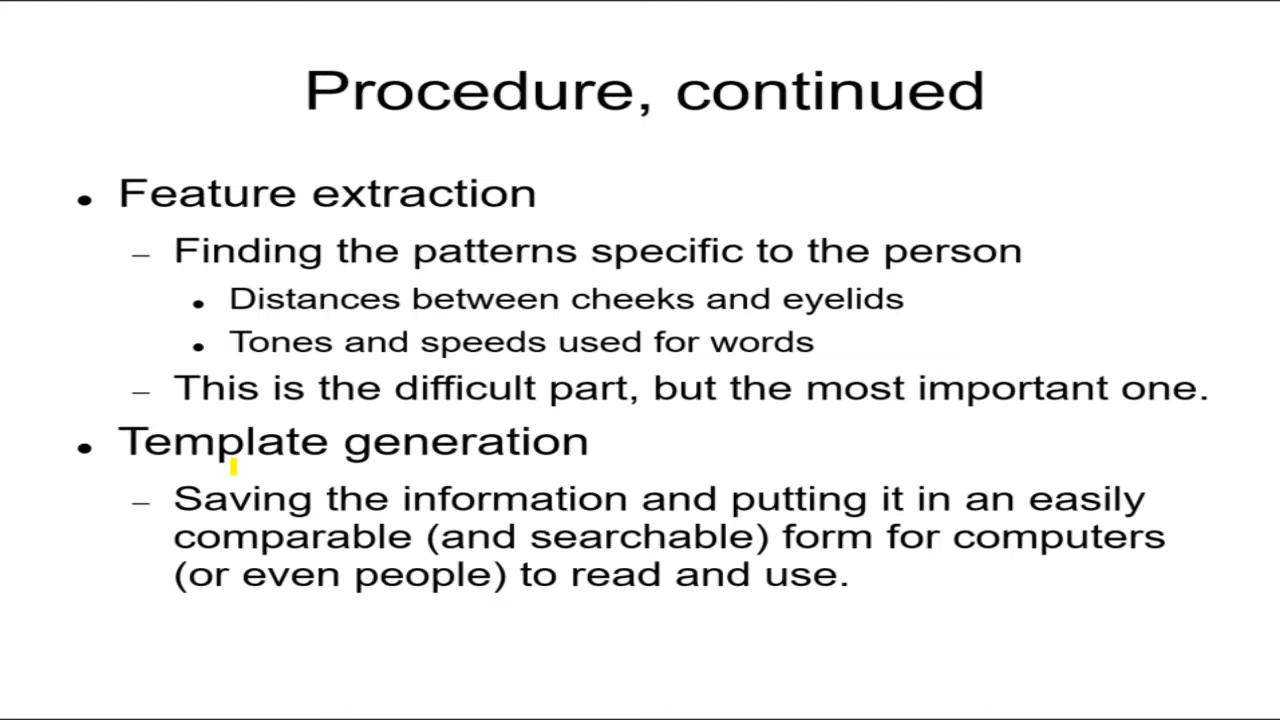 Procedure, continued
• Feature extraction
– Finding the patterns specific to the person
• Distances between cheeks and eyelids
• Tones and speeds used for words
– This is the difficult part, but the most important one.
• Template generation
– Saving the information and putting it in an easily
comparable (and searchable) form for computers
(or even people) to read and use.